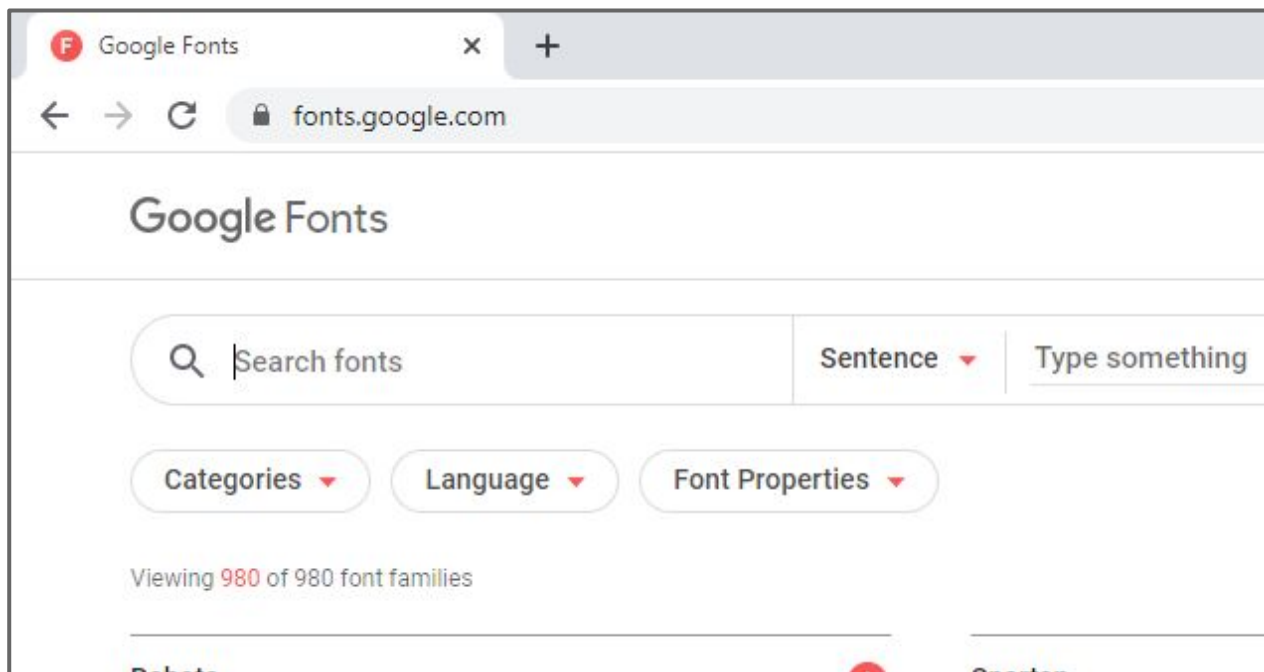 F Google Fonts
fonts.google.com
Google Fonts
Search fonts
Sentence
Type something
Categories
Language
Font Properties
Viewing 980 of 980 font families